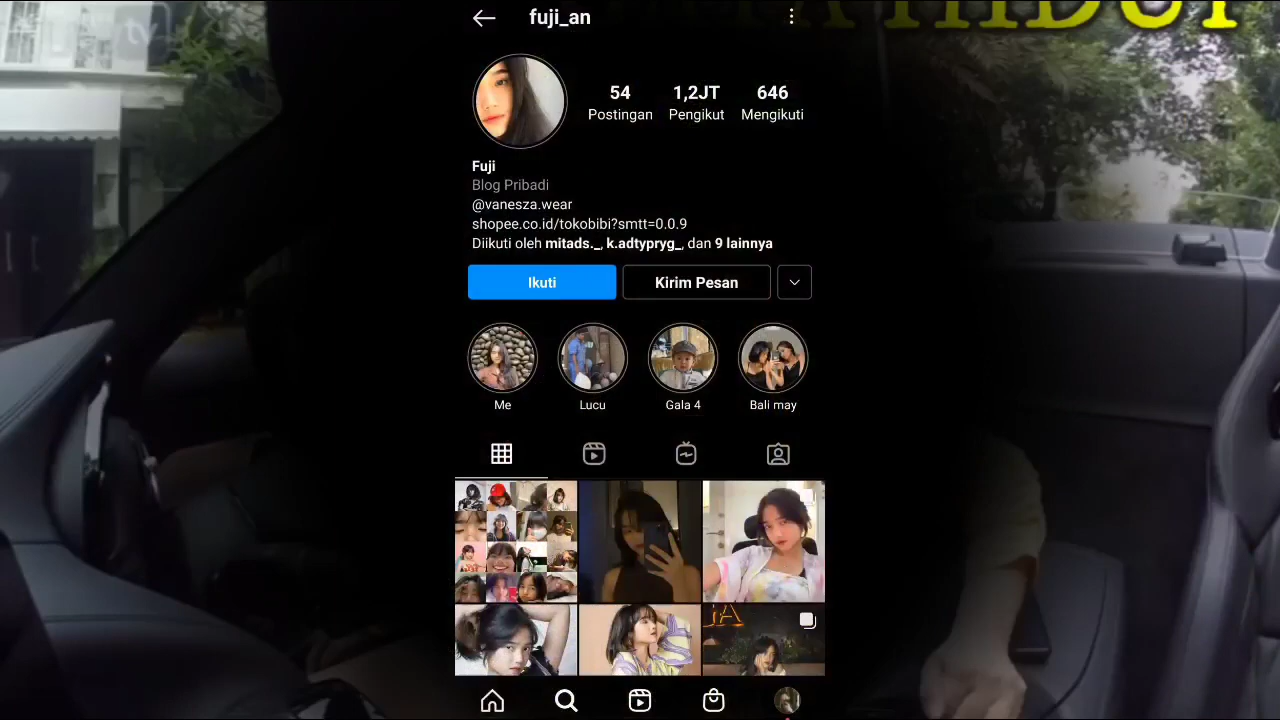 fuji_an
54
1,2JT
646
Postingan
Pengikut
Mengikuti
Fuji
Blog Pribadi
@vanesza.wear
shopee.co.id/tokobibi?smtt=0.0.9
Diikuti oleh mitads._, k.adtypryg_, dan 9 lainnya
Ikuti
Kirim Pesan
Me
Lucu
Gala 4
Bali may